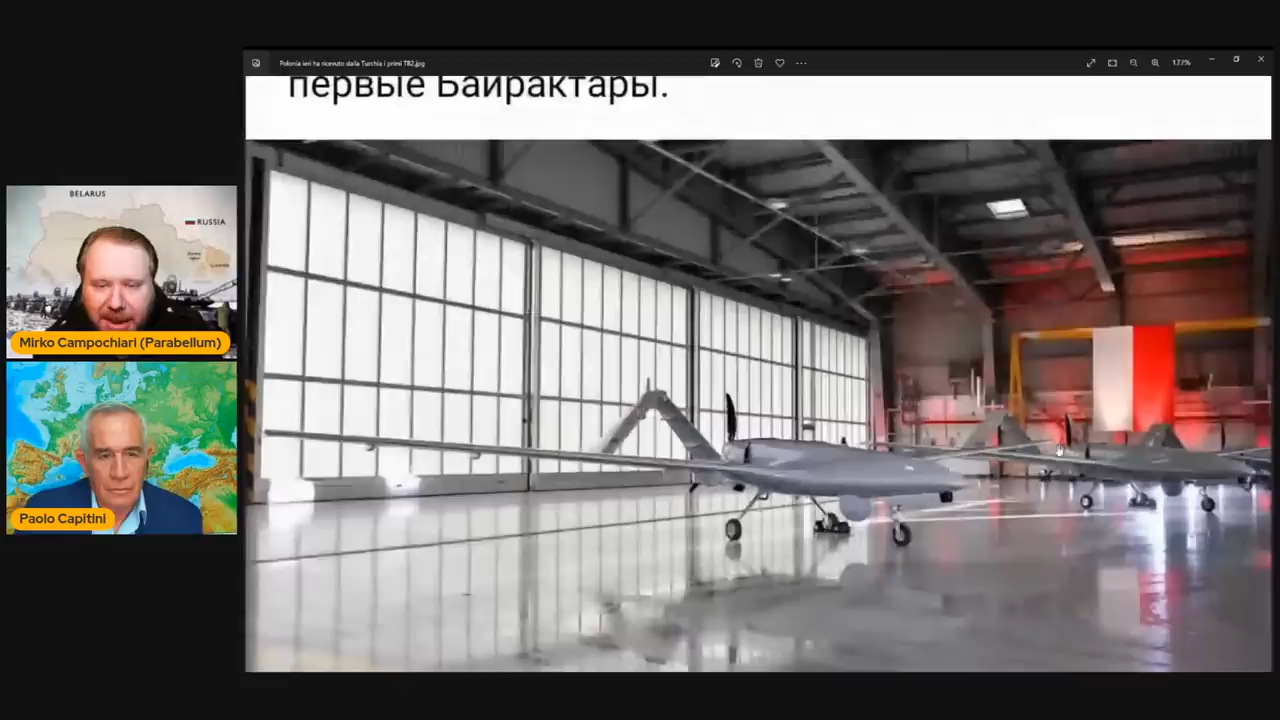 Polonia ieri ha ricevuto dalla Turchia i primi TB2.jpg
177%
первые Байрактары.
BELARUS
RUSSIA
Mirko Campochiari (Parabellum)
Paolo Capitini